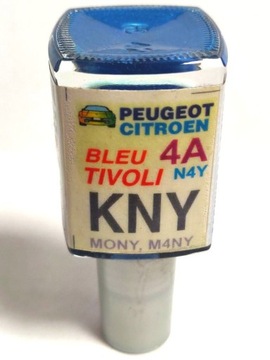 PEUGEOT
CITROEN
BLEU 4A
TIVOLI N4Y
KNY
MONY, M4NY